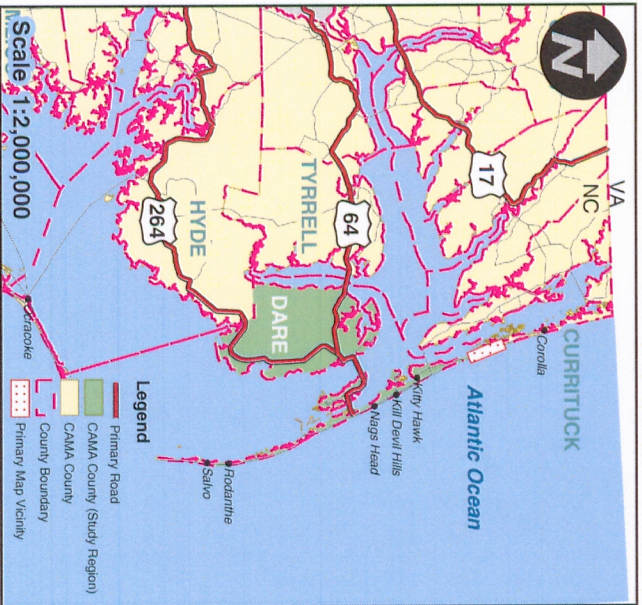 N
VA
NC
17
CURRITUCK
Corolla
Atlantic Ocean
TYRRELL
64
Kitty Hawk
Kill Devil Hills
Nags Head
DARE
HYDE
264
Rodanthe
Salvo
Ocracoke
Scale 1:2,000,000
Legend
Primary Road
CAMA County (Study Region)
CAMA County
County Boundary
Primary Map Vicinity